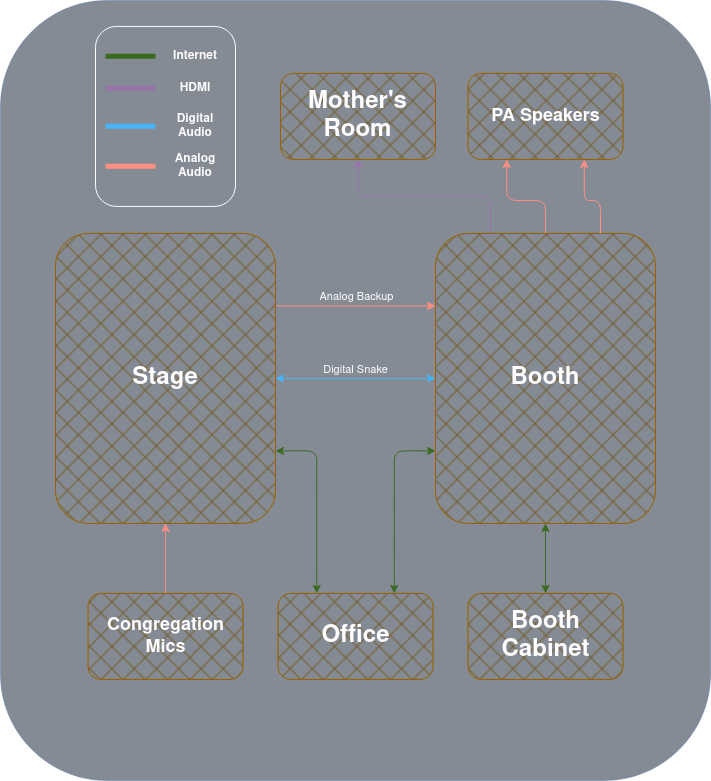 Internet
HDMI
Digital
Audio
Analog
Audio
Mother's
Room
PA Speakers
Analog Backup
Digital Snake
Stage
Booth
Congregation
Mics
Office
Booth
Cabinet